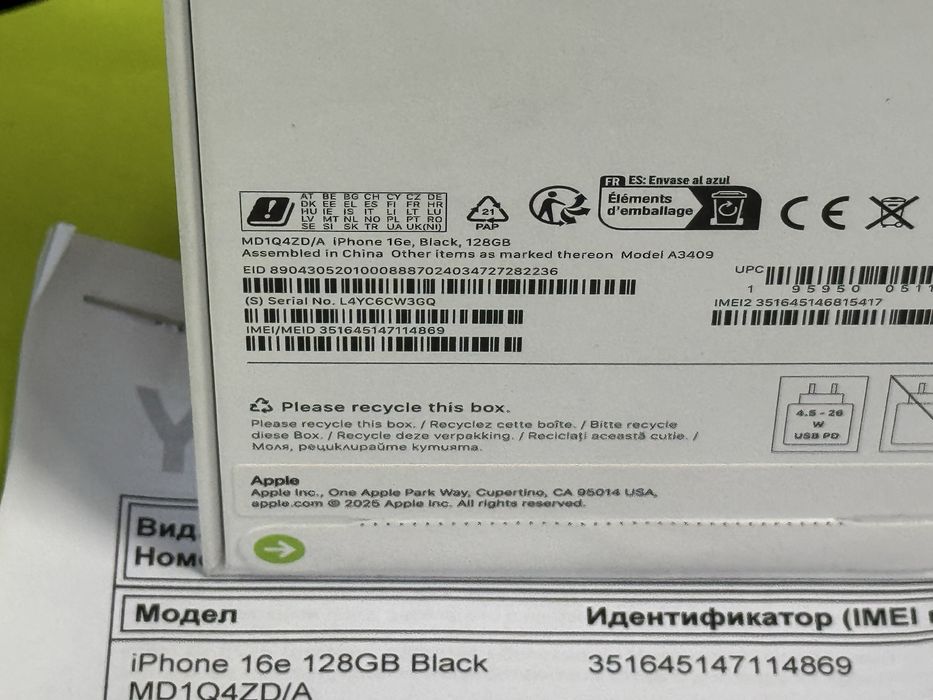 AT BE BG CH CY CZ DE
DK EE EL ES FI FR HR
HU IE IS IT LI LT LU
LV MT NL NO PL PT RO
SE SI SK TR UA UK(NI)
21
PAP
FR ES: Envase al azul
Éléments
d'emballage
CE
MD1Q4ZD/A iPhone 16e, Black, 128GB
Assembled in China Other items as marked thereon Model A3409
EID 89043052010008887024034727282236
UPC
1 95950 0511
(S) Serial No. L4YC6CW3GQ
IMEI2 351645146815417
IMEI/MEID 351645147114869
4.5 - 20
W
USB PD
Please recycle this box.
Please recycle this box. / Recyclez cette boîte. / Bitte recycle
diese Box. / Recycle deze verpakking. / Reciclați această cutie. /
Моля, рециклирайте кутията.
Apple
Apple Inc., One Apple Park Way, Cupertino, CA 95014 USA,
apple.com © 2025 Apple Inc. All rights reserved.
Y
Вид
Ном
Модел Идентификатор (IMEI
iPhone 16e 128GB Black 351645147114869
MD1Q4ZD/A